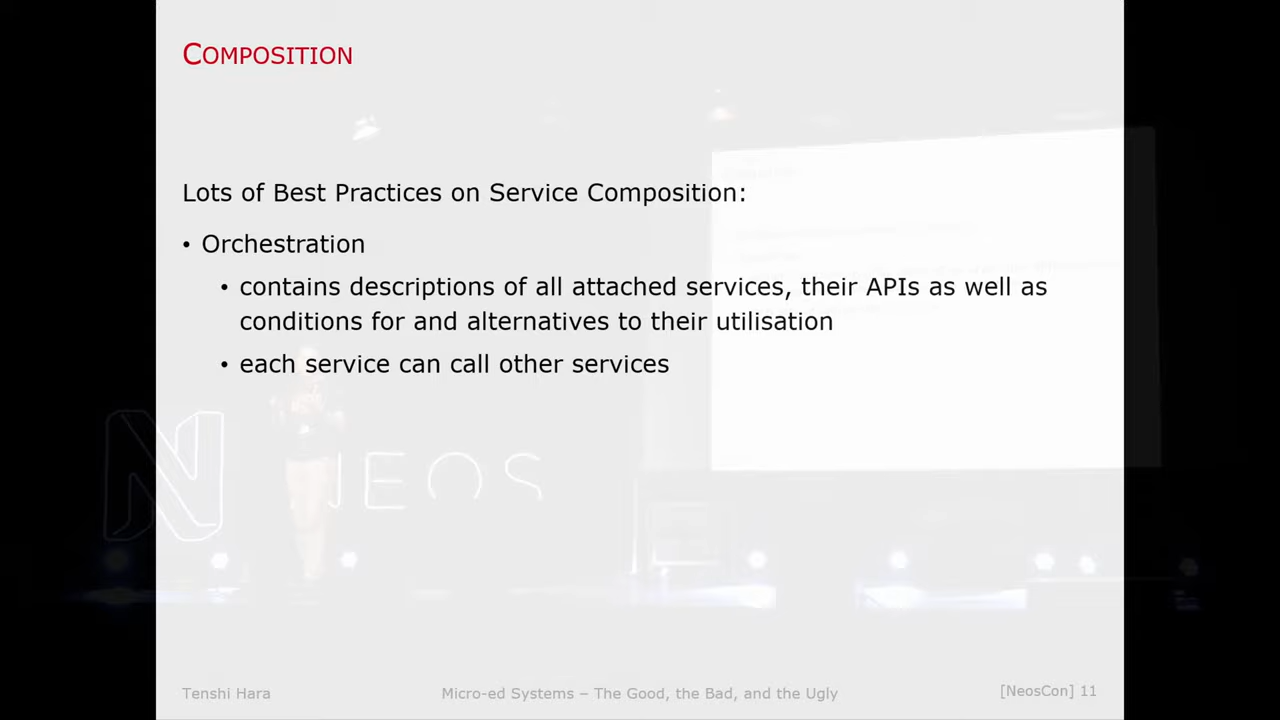 COMPOSITION
Lots of Best Practices on Service Composition:
• Orchestration
• contains descriptions of all attached services, their APIs as well as
conditions for and alternatives to their utilisation
• each service can call other services
N NEOS
Tenshi Hara
Micro-ed Systems – The Good, the Bad, and the Ugly
[NeosCon] 11